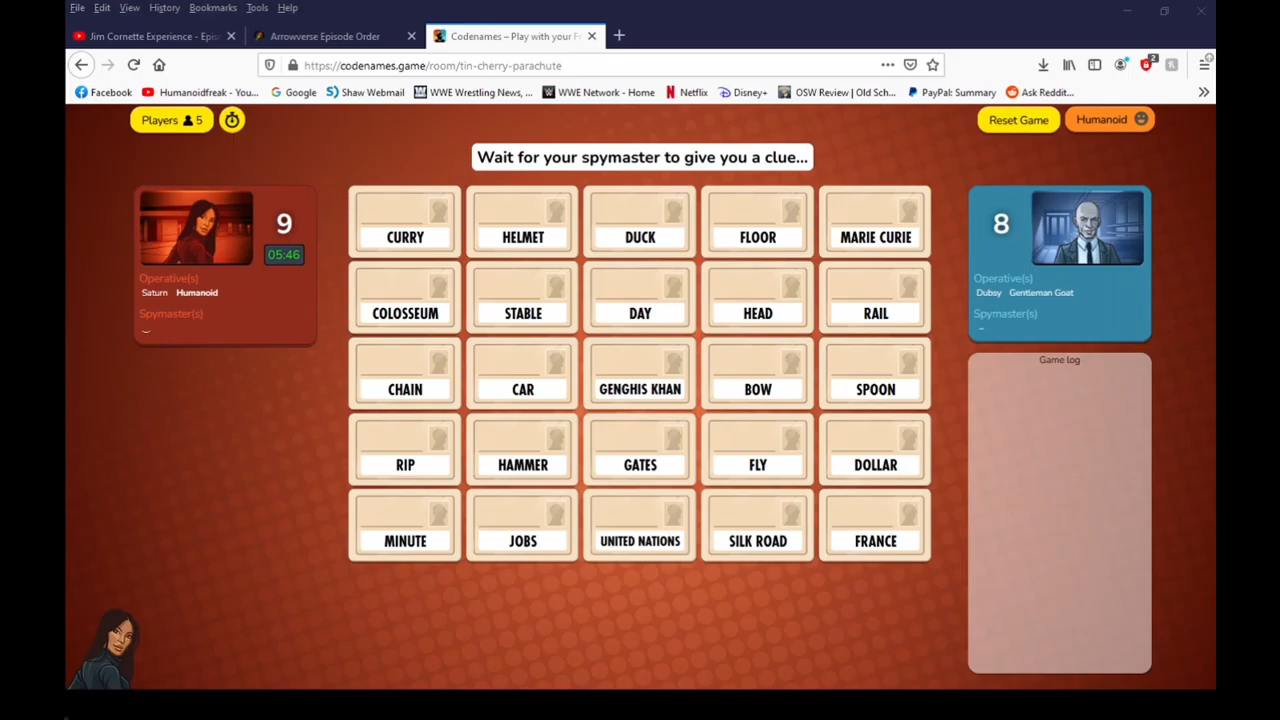 File Edit View History Bookmarks Tools Help
Jim Cornette Experience - Epis
Arrowverse Episode Order
Codenames – Play with your Fr
https://codenames.game/room/tin-cherry-parachute
2
Facebook
Humanoidfreak - You...
Google
Shaw Webmail
WWE Wrestling News, ...
WWE Network - Home
Netflix
Disney+
OSW Review | Old Sch...
PayPal: Summary
Ask Reddit...
Players 5
Reset Game
Humanoid
Wait for your spymaster to give you a clue...
9
05:46
Operative(s)
Saturn Humanoid
Spymaster(s)
CURRY HELMET DUCK FLOOR MARIE CURIE
COLOSSEUM STABLE DAY HEAD RAIL
CHAIN CAR GENGHIS KHAN BOW SPOON
RIP HAMMER GATES FLY DOLLAR
MINUTE JOBS UNITED NATIONS SILK ROAD FRANCE
8
Operative(s)
Dubsy Gentleman Goat
Spymaster(s)
Game log